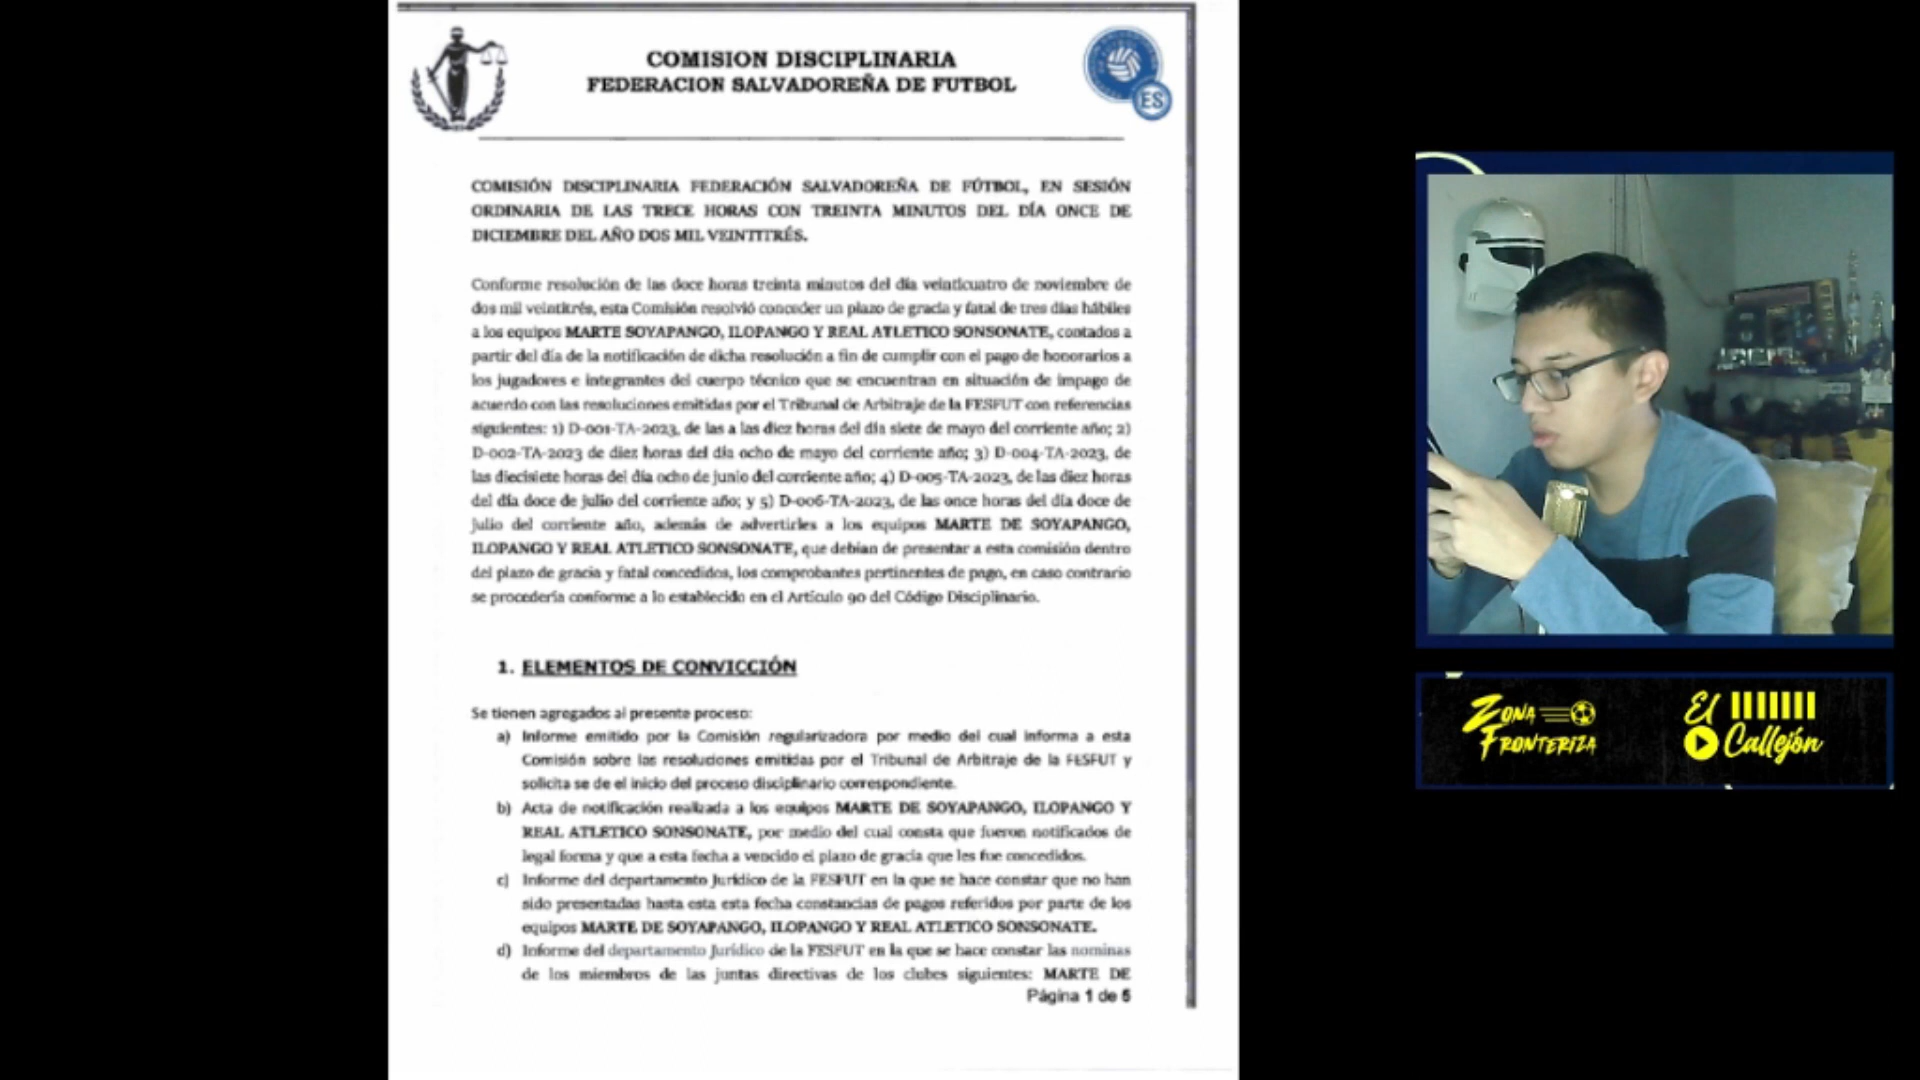 COMISION DISCIPLINARIA
FEDERACION SALVADOREÑA DE FUTBOL
ES
COMISIÓN DISCIPLINARIA FEDERACIÓN SALVADOREÑA DE FÚTBOL, EN SESIÓN
ORDINARIA DE LAS TRECE HORAS CON TREINTA MINUTOS DEL DÍA ONCE DE
DICIEMBRE DEL AÑO DOS MIL VEINTITRÉS.
Conforme resolución de las doce horas treinta minutos del día veinticuatro de noviembre de
dos mil veintitrés, esta Comisión resolvió conceder un plazo de gracia y fatal de tres días hábiles
a los equipos MARTE SOYAPANGO, ILOPANGO Y REAL ATLETICO SONSONATE, contados a
partir del día de la notificación de dicha resolución a fin de cumplir con el pago de honorarios a
los jugadores e integrantes del cuerpo técnico que se encuentran en situación de impago de
acuerdo con las resoluciones emitidas por el Tribunal de Arbitraje de la FESFUT con referencias
siguientes: 1) D-001-TA-2023, de las a las diez horas del día siete de mayo del corriente año; 2)
D-002-TA-2023 de diez horas del día ocho de mayo del corriente año; 3) D-004-TA-2023, de
las diecisiete horas del día ocho de junio del corriente año; 4) D-005-TA-2023, de las diez horas
del día doce de julio del corriente año; y 5) D-006-TA-2023, de las once horas del día doce de
julio del corriente año, además de advertirles a los equipos MARTE DE SOYAPANGO,
ILOPANGO Y REAL ATLETICO SONSONATE, que debían de presentar a esta comisión dentro
del plazo de gracia y fatal concedidos, los comprobantes pertinentes de pago, en caso contrario
se procedería conforme a lo establecido en el Artículo 90 del Código Disciplinario.
1. ELEMENTOS DE CONVICCIÓN
Se tienen agregados al presente proceso:
a) Informe emitido por la Comisión regularizadora por medio del cual informa a esta
Comisión sobre las resoluciones emitidas por el Tribunal de Arbitraje de la FESFUT y
solicita se de el inicio del proceso disciplinario correspondiente.
b) Acta de notificación realizada a los equipos MARTE DE SOYAPANGO, ILOPANGO Y
REAL ATLETICO SONSONATE, por medio del cual consta que fueron notificados de
legal forma y que a esta fecha a vencido el plazo de gracia que les fue concedidos.
c) Informe del departamento Jurídico de la FESFUT en la que se hace constar que no han
sido presentadas hasta esta esta fecha constancias de pagos referidos por parte de los
equipos MARTE DE SOYAPANGO, ILOPANGO Y REAL ATLETICO SONSONATE.
d) Informe del departamento Jurídico de la FESFUT en la que se hace constar las nominas
de los miembros de las juntas directivas de los clubes siguientes: MARTE DE
Página 1 de 5
ZONA
FRONTERIZA
El
Callejón